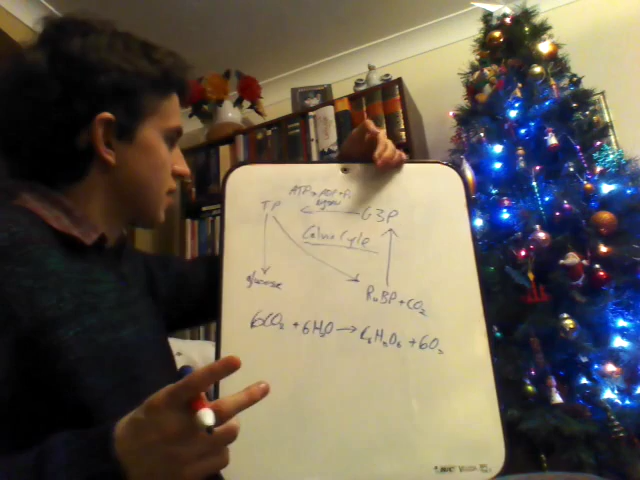 ATP → ADP + Pi
TP ← G3P
Calvin Cycle
glucose
RuBP + CO2
6CO2 + 6H2O → C6H12O6 + 6O2